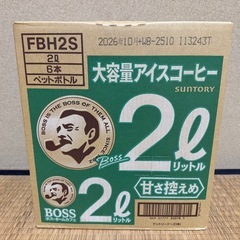 FBH2S
2ℓ
6本
ペットボトル
2026年10月+WB-2510 113243T
大容量アイスコーヒー
SUNTORY
BOSS IS THE BOSS OF THEM ALL SINCE
Boss
2ℓ
リットル
甘さ控えめ
BOSS
2ℓ
リットル